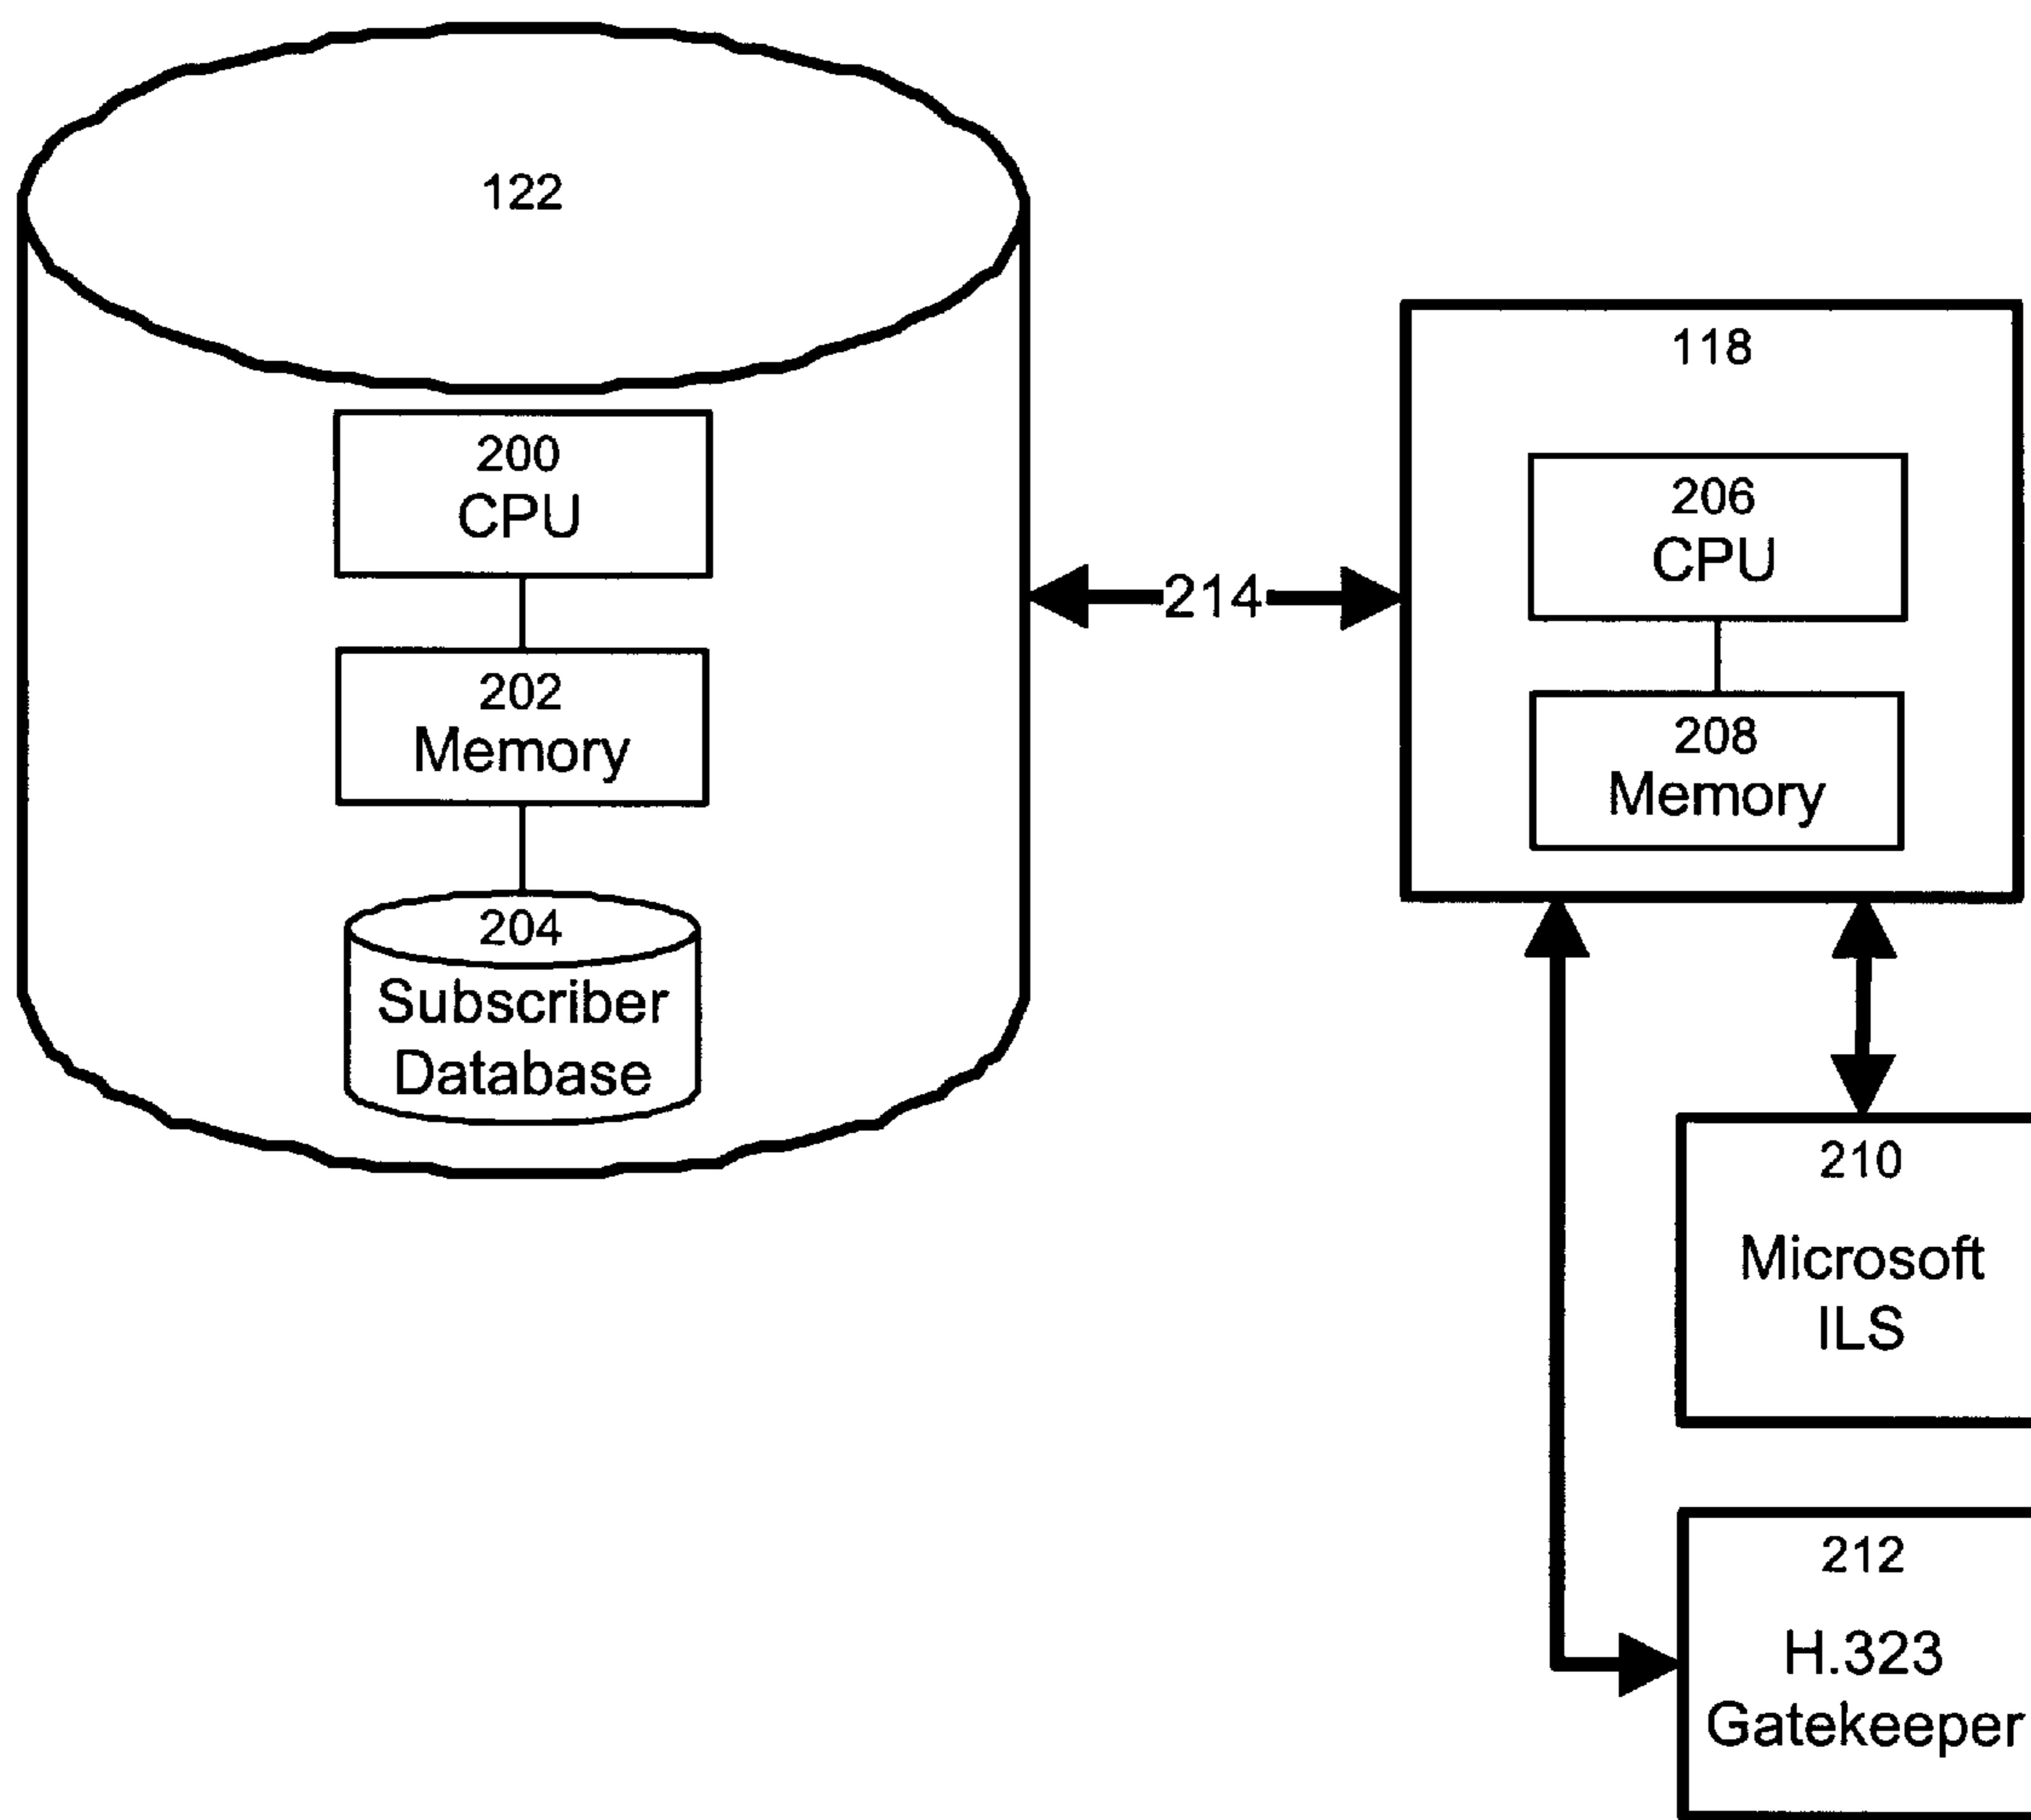 122
200
CPU
202
Memory
204
Subscriber
Database
214
118
206
CPU
208
Memory
210
Microsoft
ILS
212
H.323
Gatekeeper